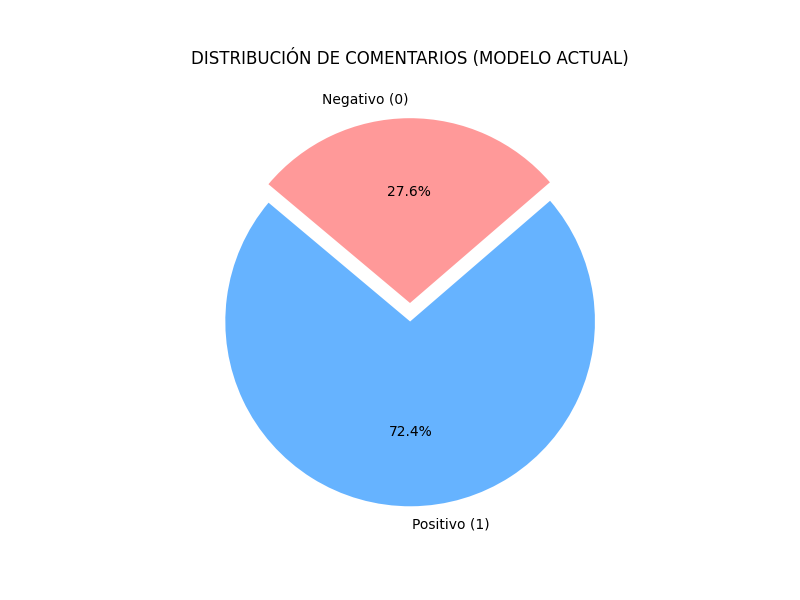 DISTRIBUCIÓN DE COMENTARIOS (MODELO ACTUAL)
Negativo (0)
27.6%
72.4%
Positivo (1)